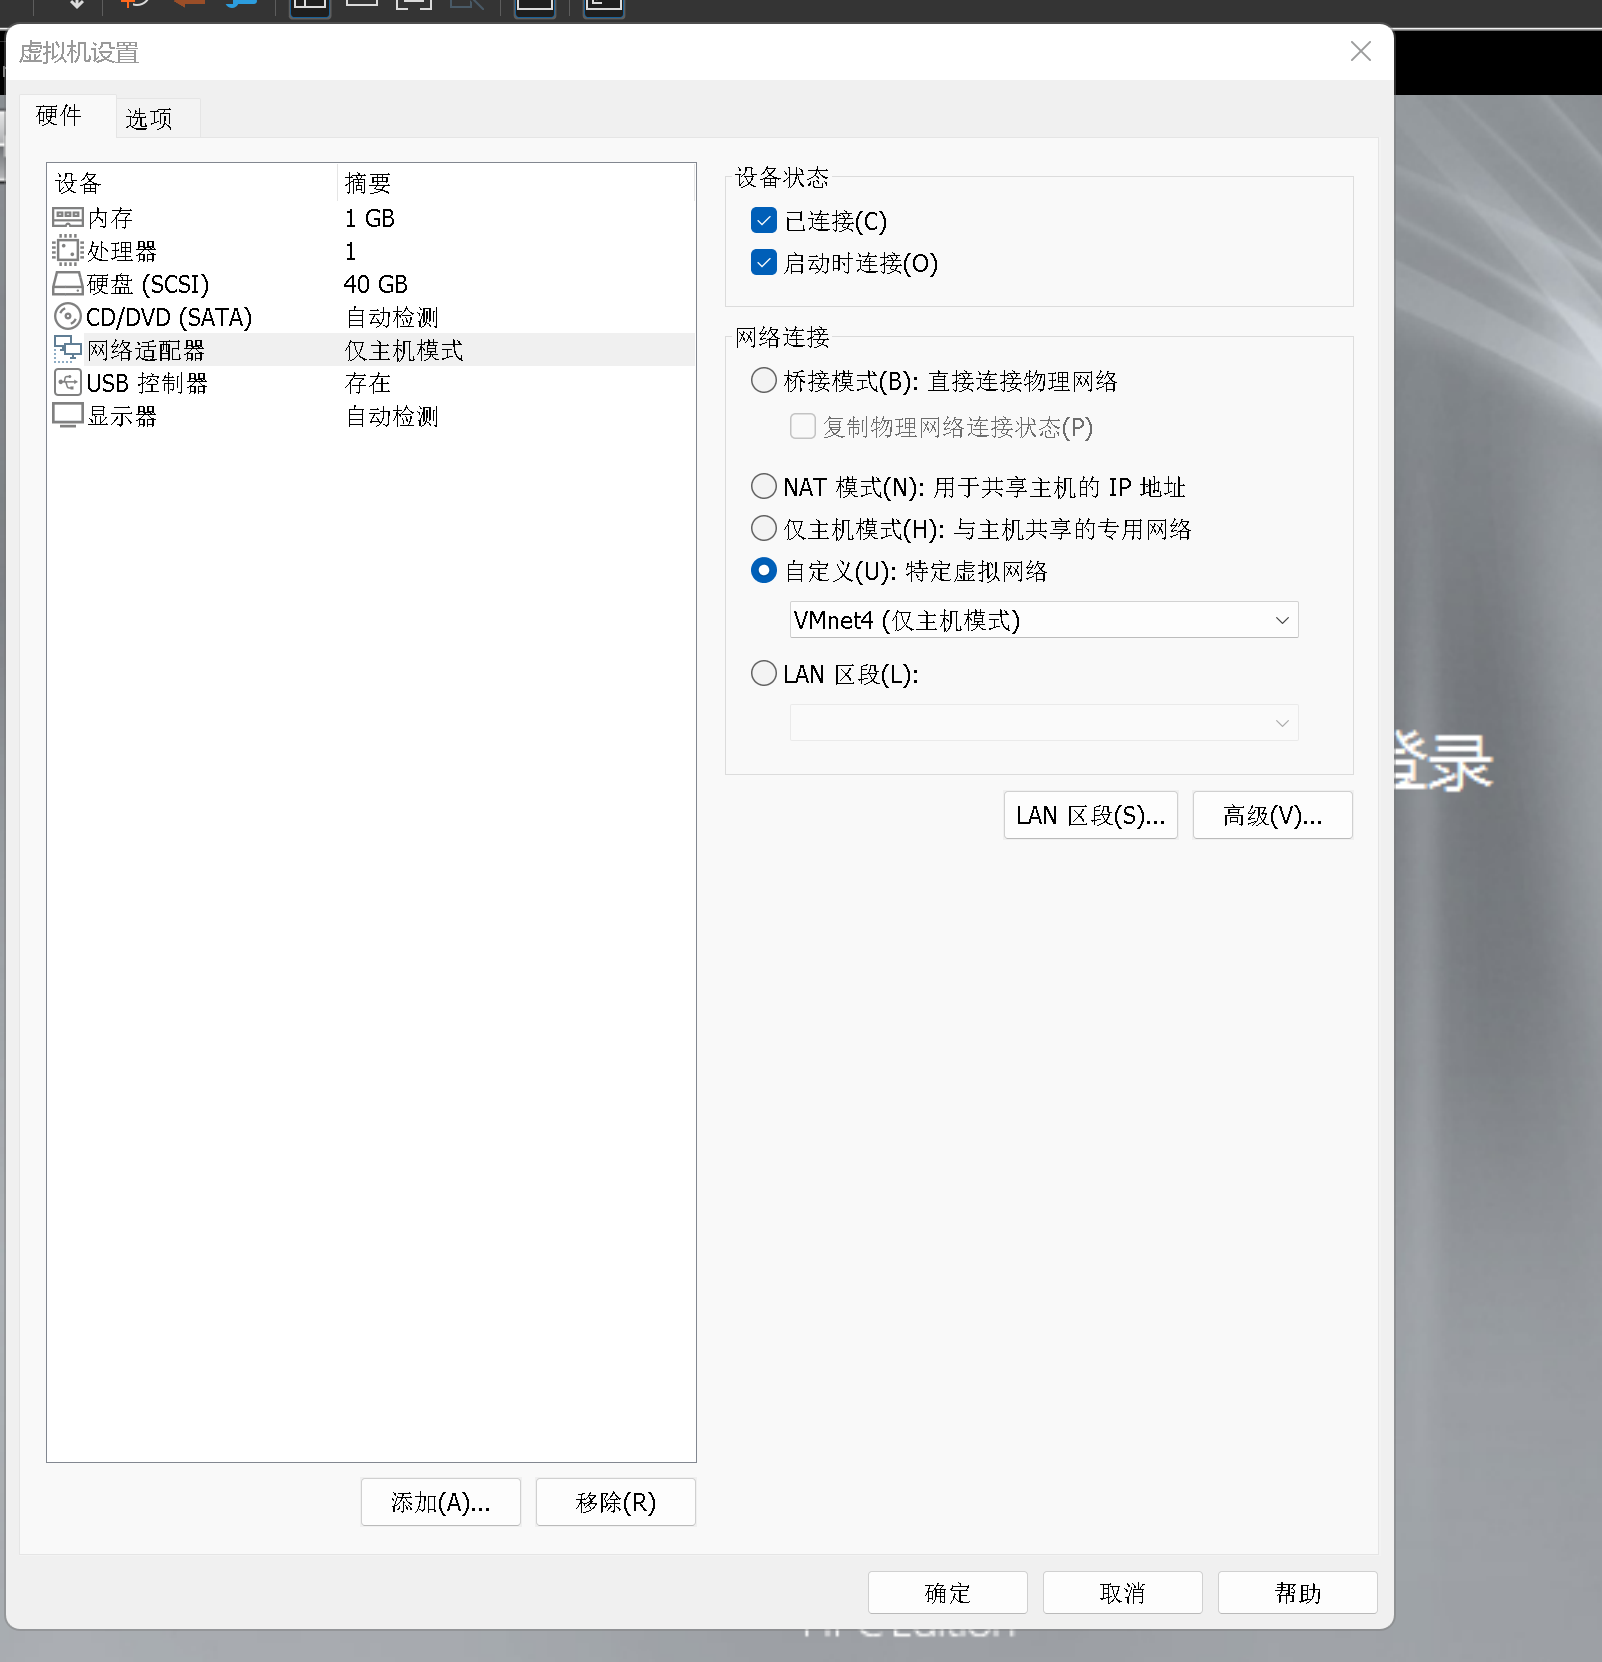 虚拟机设置
硬件
选项
设备 摘要
内存 1 GB
处理器 1
硬盘 (SCSI) 40 GB
CD/DVD (SATA) 自动检测
网络适配器 仅主机模式
USB 控制器 存在
显示器 自动检测
添加(A)...
移除(R)
设备状态
已连接(C)
启动时连接(O)
网络连接
桥接模式(B): 直接连接物理网络
复制物理网络连接状态(P)
NAT 模式(N): 用于共享主机的 IP 地址
仅主机模式(H): 与主机共享的专用网络
自定义(U): 特定虚拟网络
VMnet4 (仅主机模式)
LAN 区段(L):
LAN 区段(S)...
高级(V)...
登录
确定
取消
帮助
HPC Edition